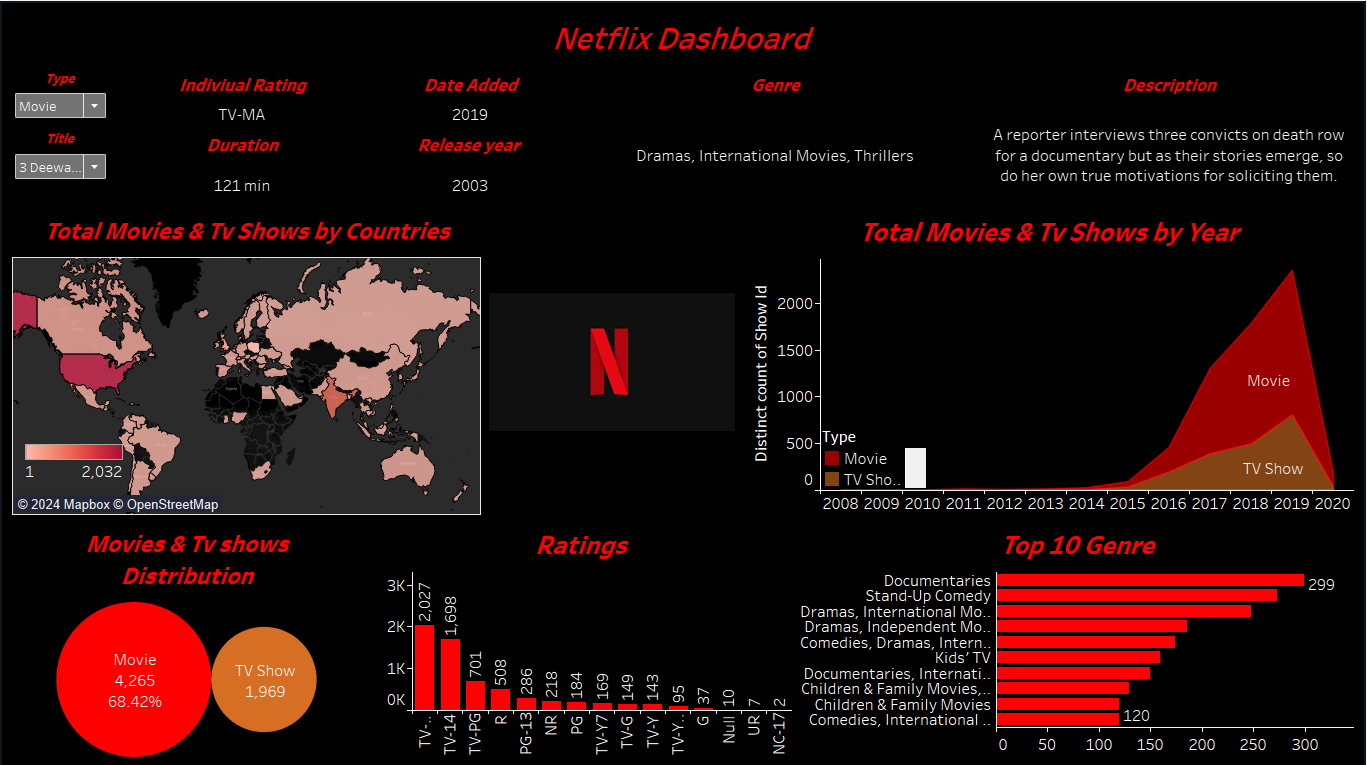 Netflix Dashboard
Type
Movie
Title
3 Deewa...
Indiviual Rating
TV-MA
Duration
121 min
Date Added
2019
Release year
2003
Genre
Dramas, International Movies, Thrillers
Description
A reporter interviews three convicts on death row
for a documentary but as their stories emerge, so
do her own true motivations for soliciting them.
Total Movies & Tv Shows by Countries
1
2,032
© 2024 Mapbox © OpenStreetMap
N
Total Movies & Tv Shows by Year
Distinct count of Show Id
2000
1500
1000
500
0
Type
Movie
TV Sho..
Movie
TV Show
2008 2009 2010 2011 2012 2013 2014 2015 2016 2017 2018 2019 2020
Movies & Tv shows
Distribution
Movie
4,265
68.42%
TV Show
1,969
Ratings
3K
2K
1K
0K
2,027 1,698 701 508 286 218 184 169 149 143 95 37 10 7 2
TV-.. TV-14 TV-PG R PG-13 NR PG TV-Y7 TV-G TV-Y TV-Y.. G Null UR NC-17
Top 10 Genre
Documentaries
299
Stand-Up Comedy
Dramas, International Mo..
Dramas, Independent Mo..
Comedies, Dramas, Intern..
Kids' TV
Documentaries, Internati..
Children & Family Movies,..
Children & Family Movies
Comedies, International ..
120
0 50 100 150 200 250 300